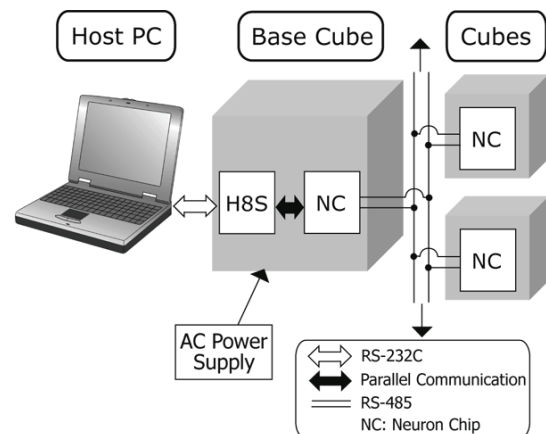 Host PC
Base Cube
Cubes
H8S
NC
NC
NC
AC Power
Supply
RS-232C
Parallel Communication
RS-485
NC: Neuron Chip